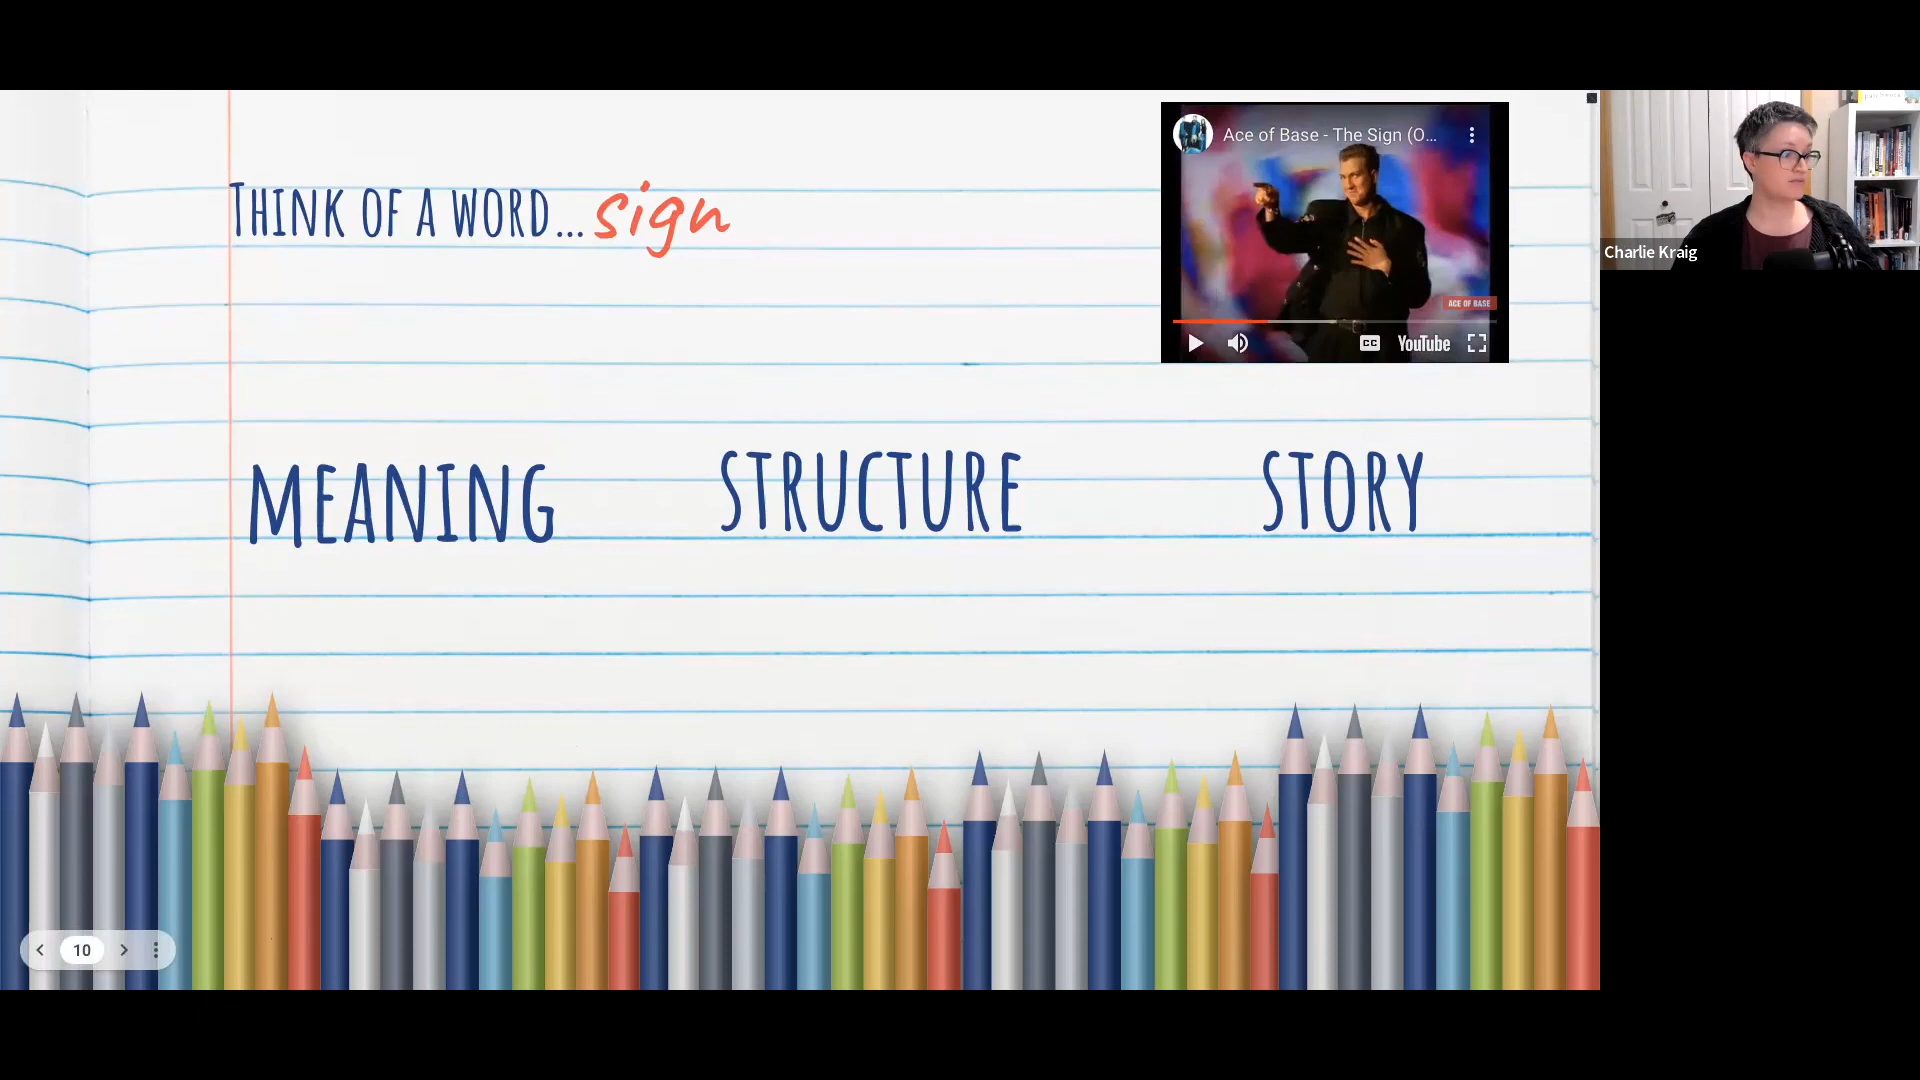 THINK OF A WORD... sign
Ace of Base - The Sign (O...
ACE OF BASE
CC YouTube
MEANING STRUCTURE STORY
Charlie Kraig
10